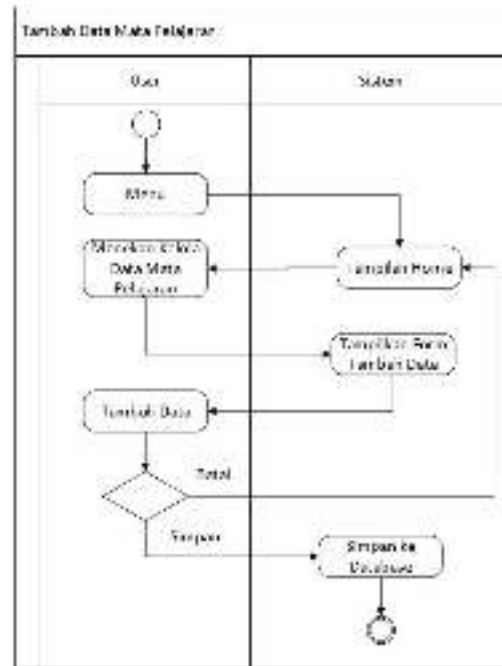 Tambah Data Mata Pelajaran
User
Sistem
Menu
Menekan Kelola
Data Mata
Pelajaran
Tampilan Home
Tampilkan Form
Tambah Data
Tambah Data
Batal
Simpan
Simpan ke
Database